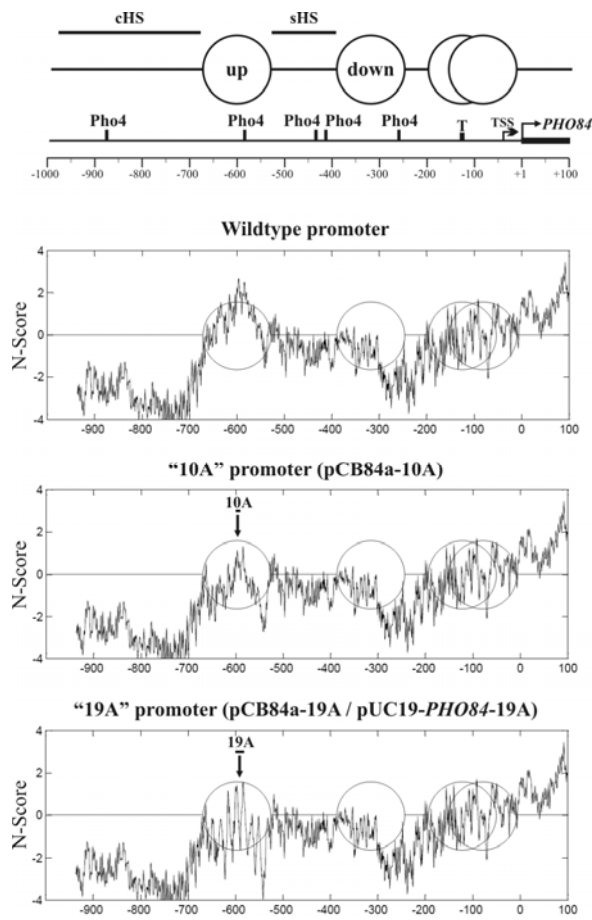 cHS sHS
up down
Pho4 Pho4 Pho4 Pho4 Pho4 T TSS PHO84
-1000 -900 -800 -700 -600 -500 -400 -300 -200 -100 +1 +100
Wildtype promoter
N-Score
4
2
0
-2
-4
-900 -800 -700 -600 -500 -400 -300 -200 -100 0 100
“10A” promoter (pCB84a-10A)
10A
N-Score
4
2
0
-2
-4
-900 -800 -700 -600 -500 -400 -300 -200 -100 0 100
“19A” promoter (pCB84a-19A / pUC19-PHO84-19A)
19A
N-Score
4
2
0
-2
-4
-900 -800 -700 -600 -500 -400 -300 -200 -100 0 100